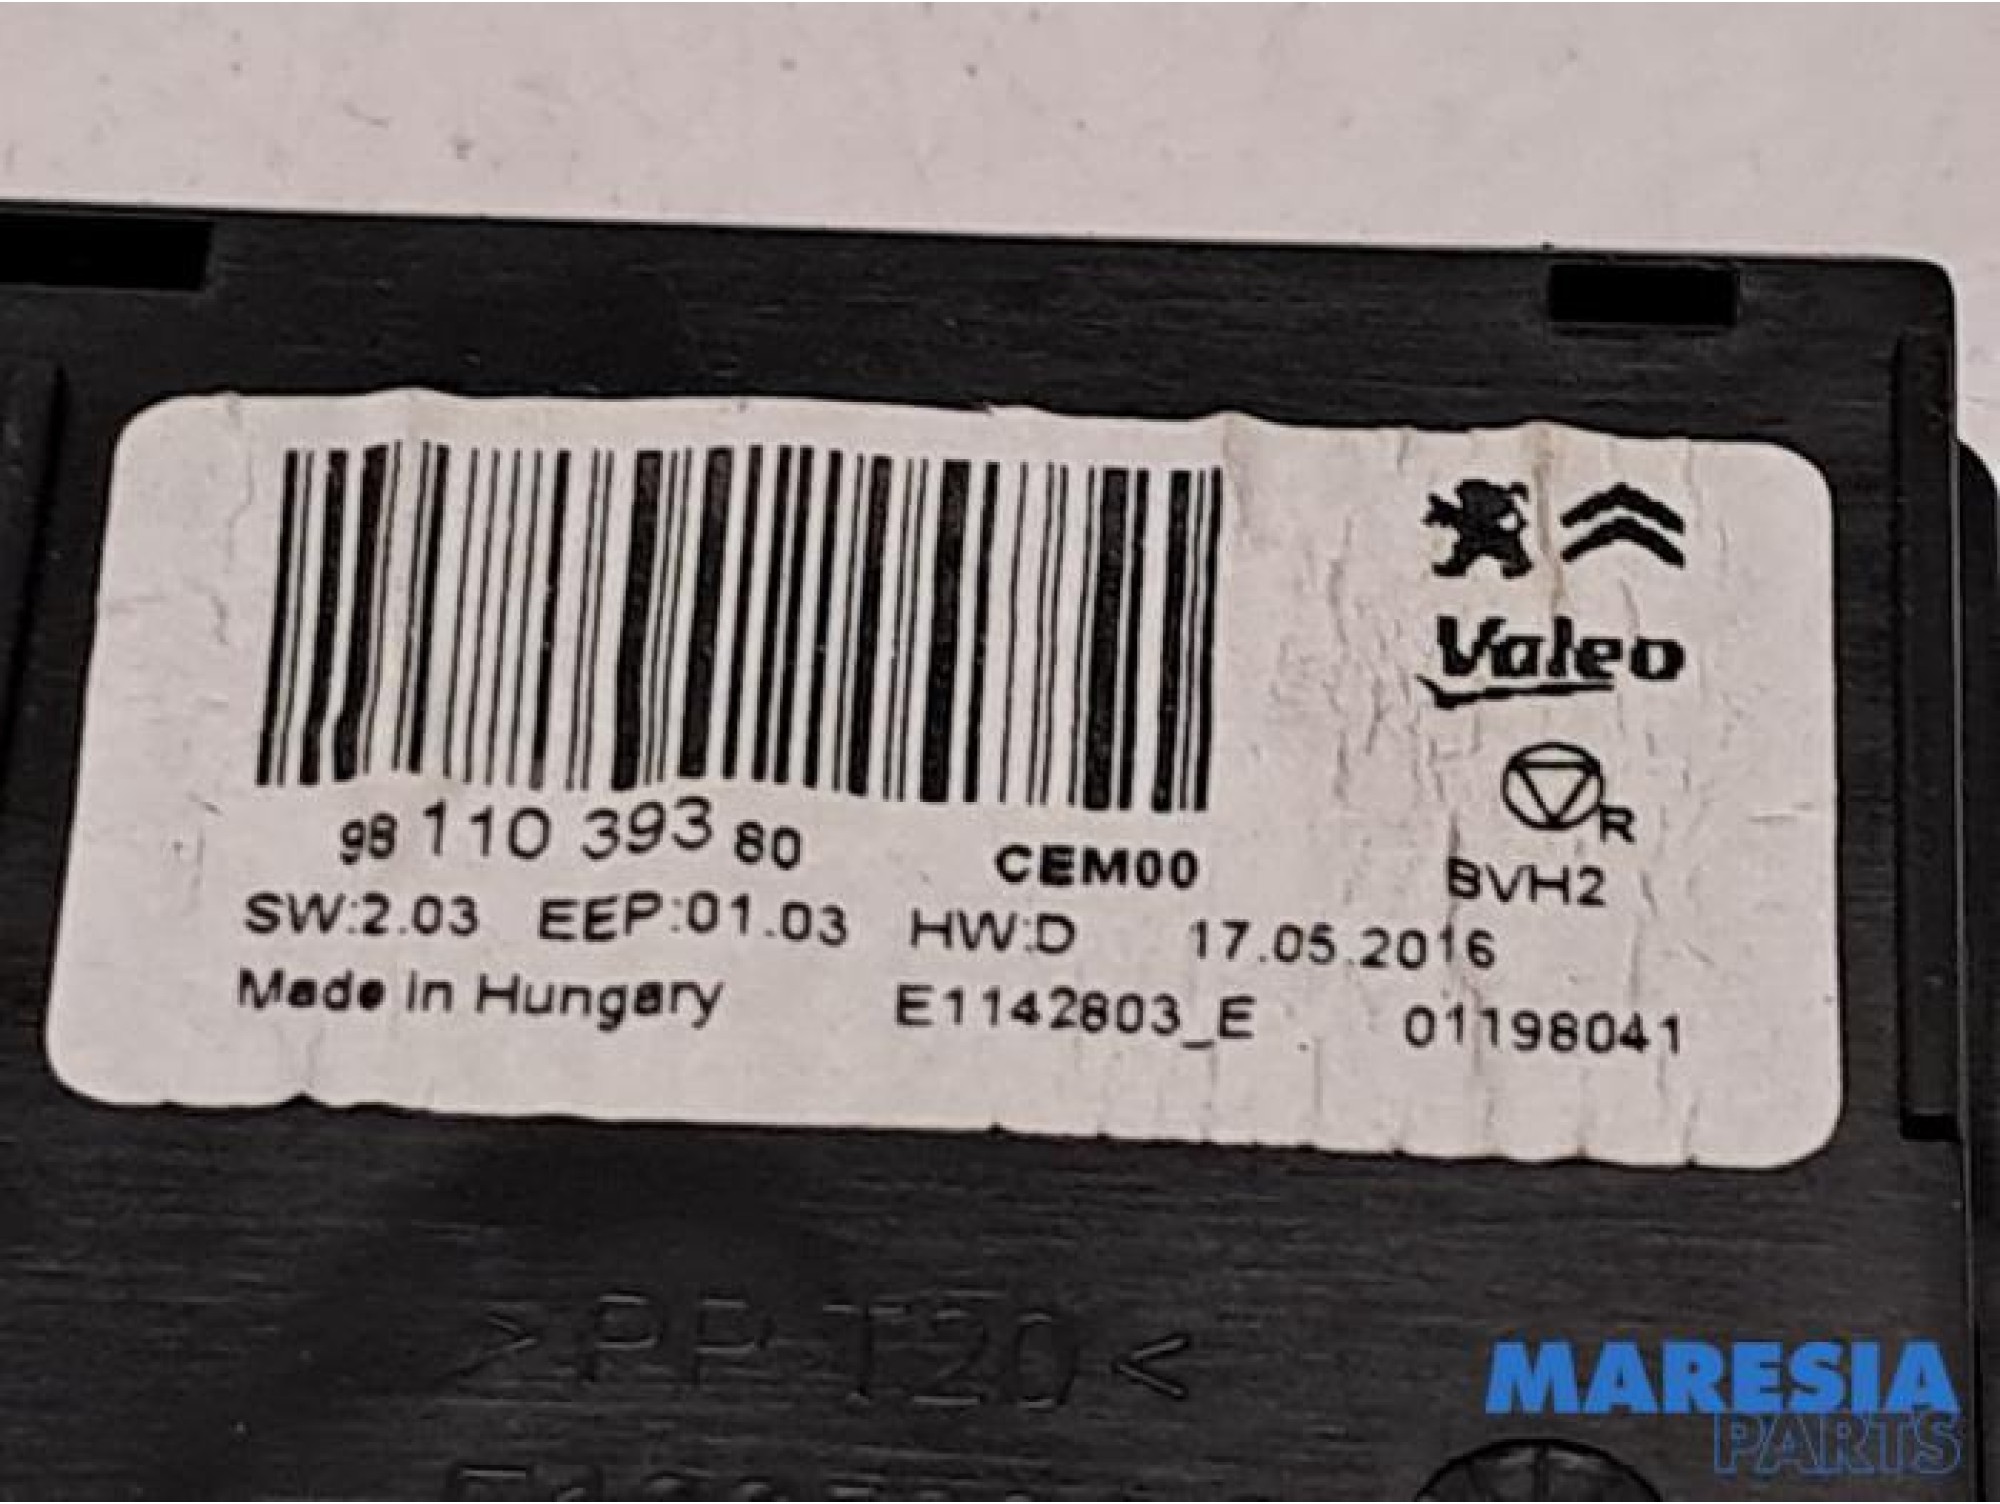 Valeo
R
98 110 393 80 CEM00 BVH2
SW:2.03 EEP:01.03 HW:D 17.05.2016
Made in Hungary E1142803_E 01198041
>PP-T20<
MARESIA
PARTS